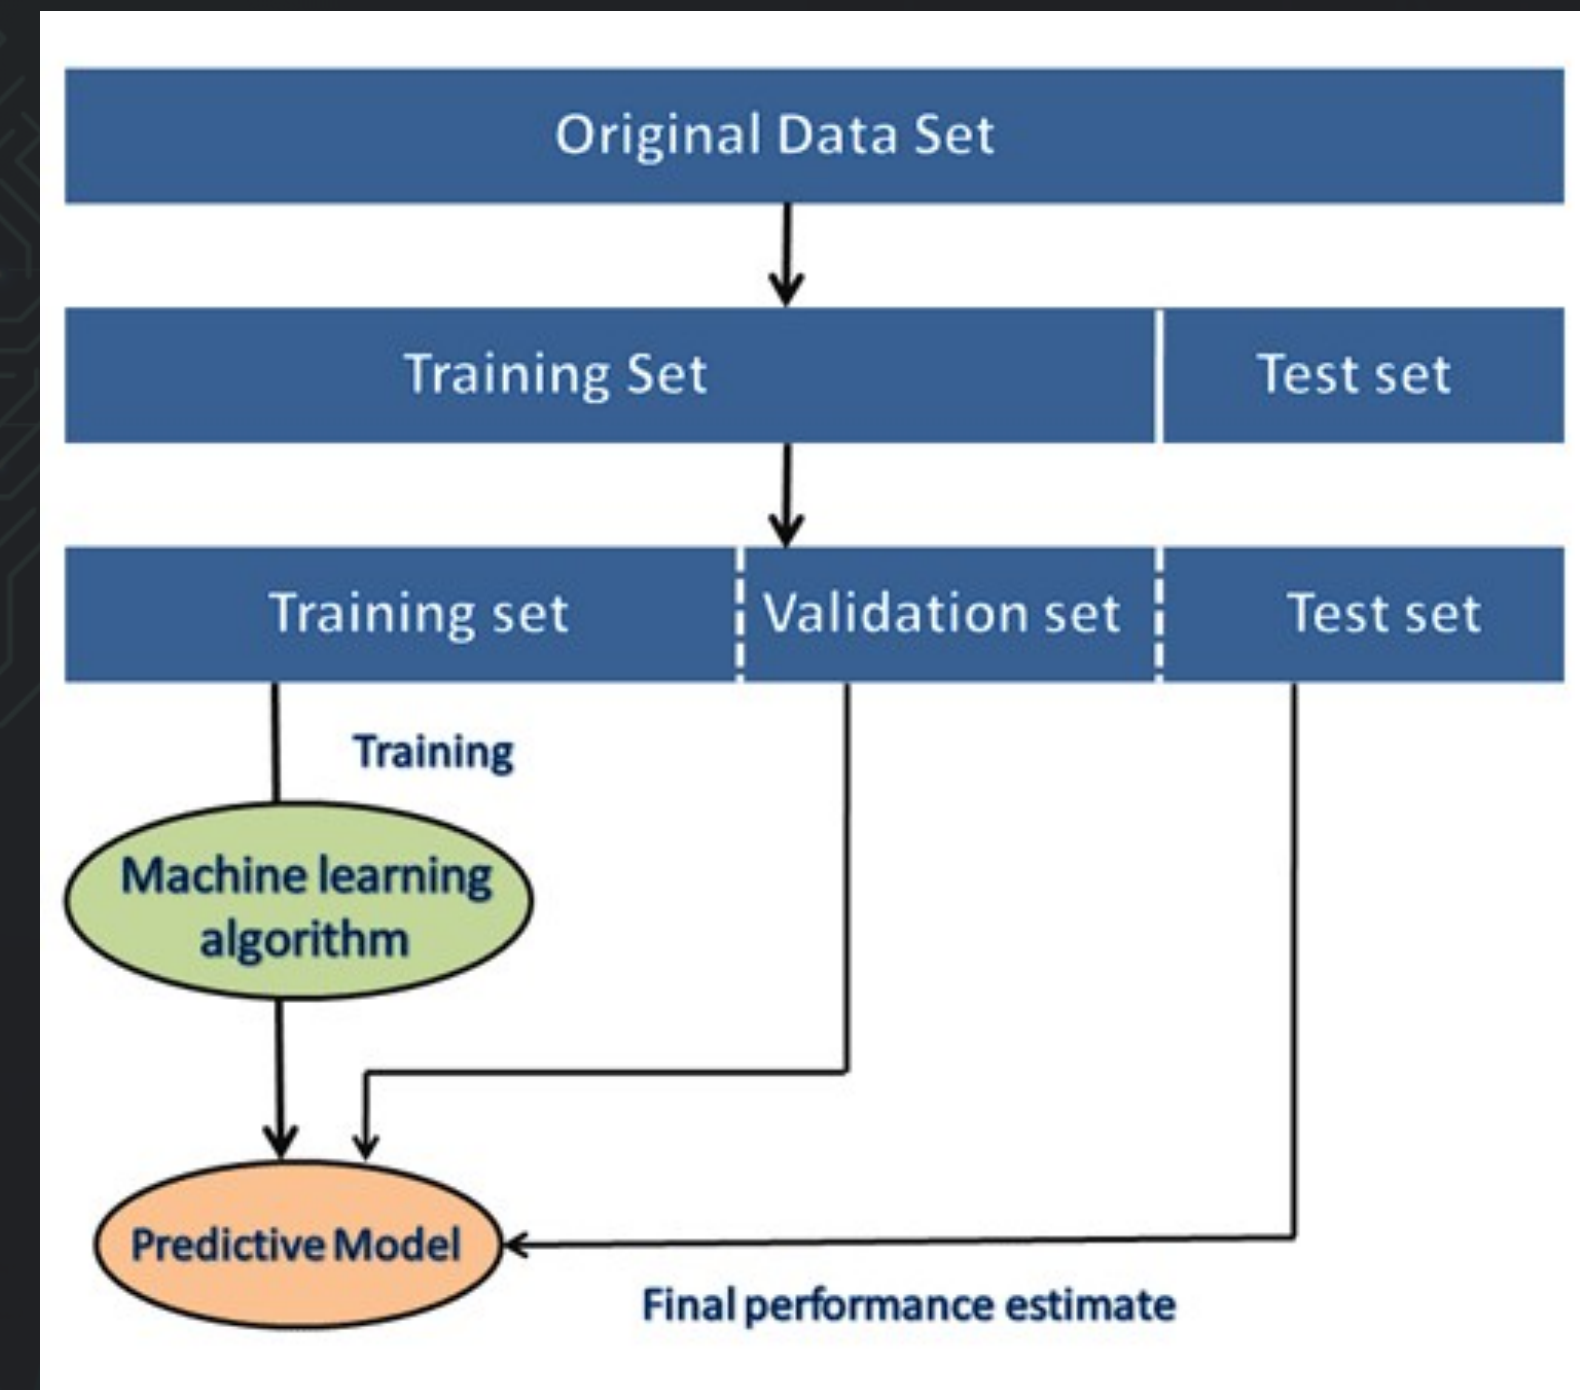 Original Data Set
Training Set
Test set
Training set
Validation set
Test set
Training
Machine learning
algorithm
Predictive Model
Final performance estimate